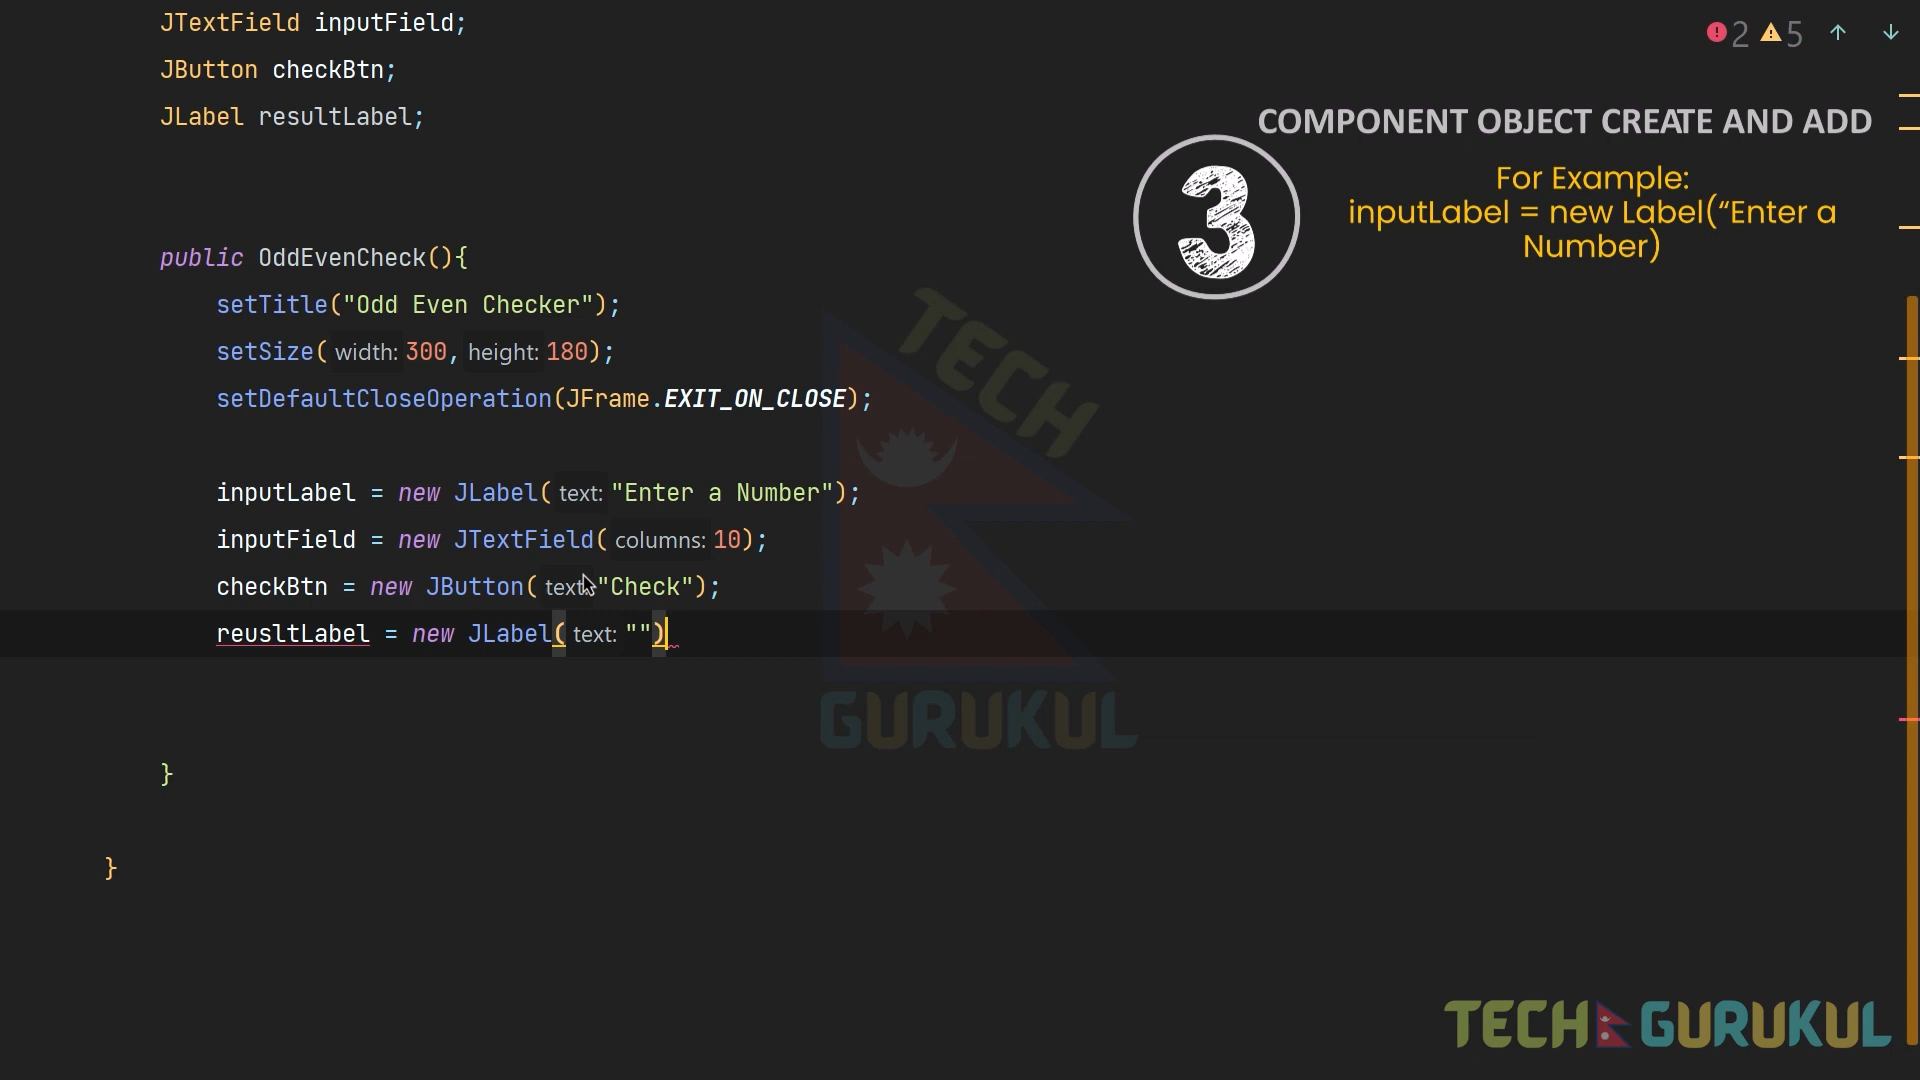 JTextField inputField;
JButton checkBtn;
JLabel resultLabel;
2 5
COMPONENT OBJECT CREATE AND ADD
3
For Example:
inputLabel = new Label(“Enter a
Number)
public OddEvenCheck(){
setTitle("Odd Even Checker");
setSize( width: 300, height: 180);
setDefaultCloseOperation(JFrame.EXIT_ON_CLOSE);
inputLabel = new JLabel( text: "Enter a Number");
inputField = new JTextField( columns: 10);
checkBtn = new JButton( text: "Check");
reusltLabel = new JLabel( text: "")
}
}
TECH
GURUKUL
TECH GURUKUL